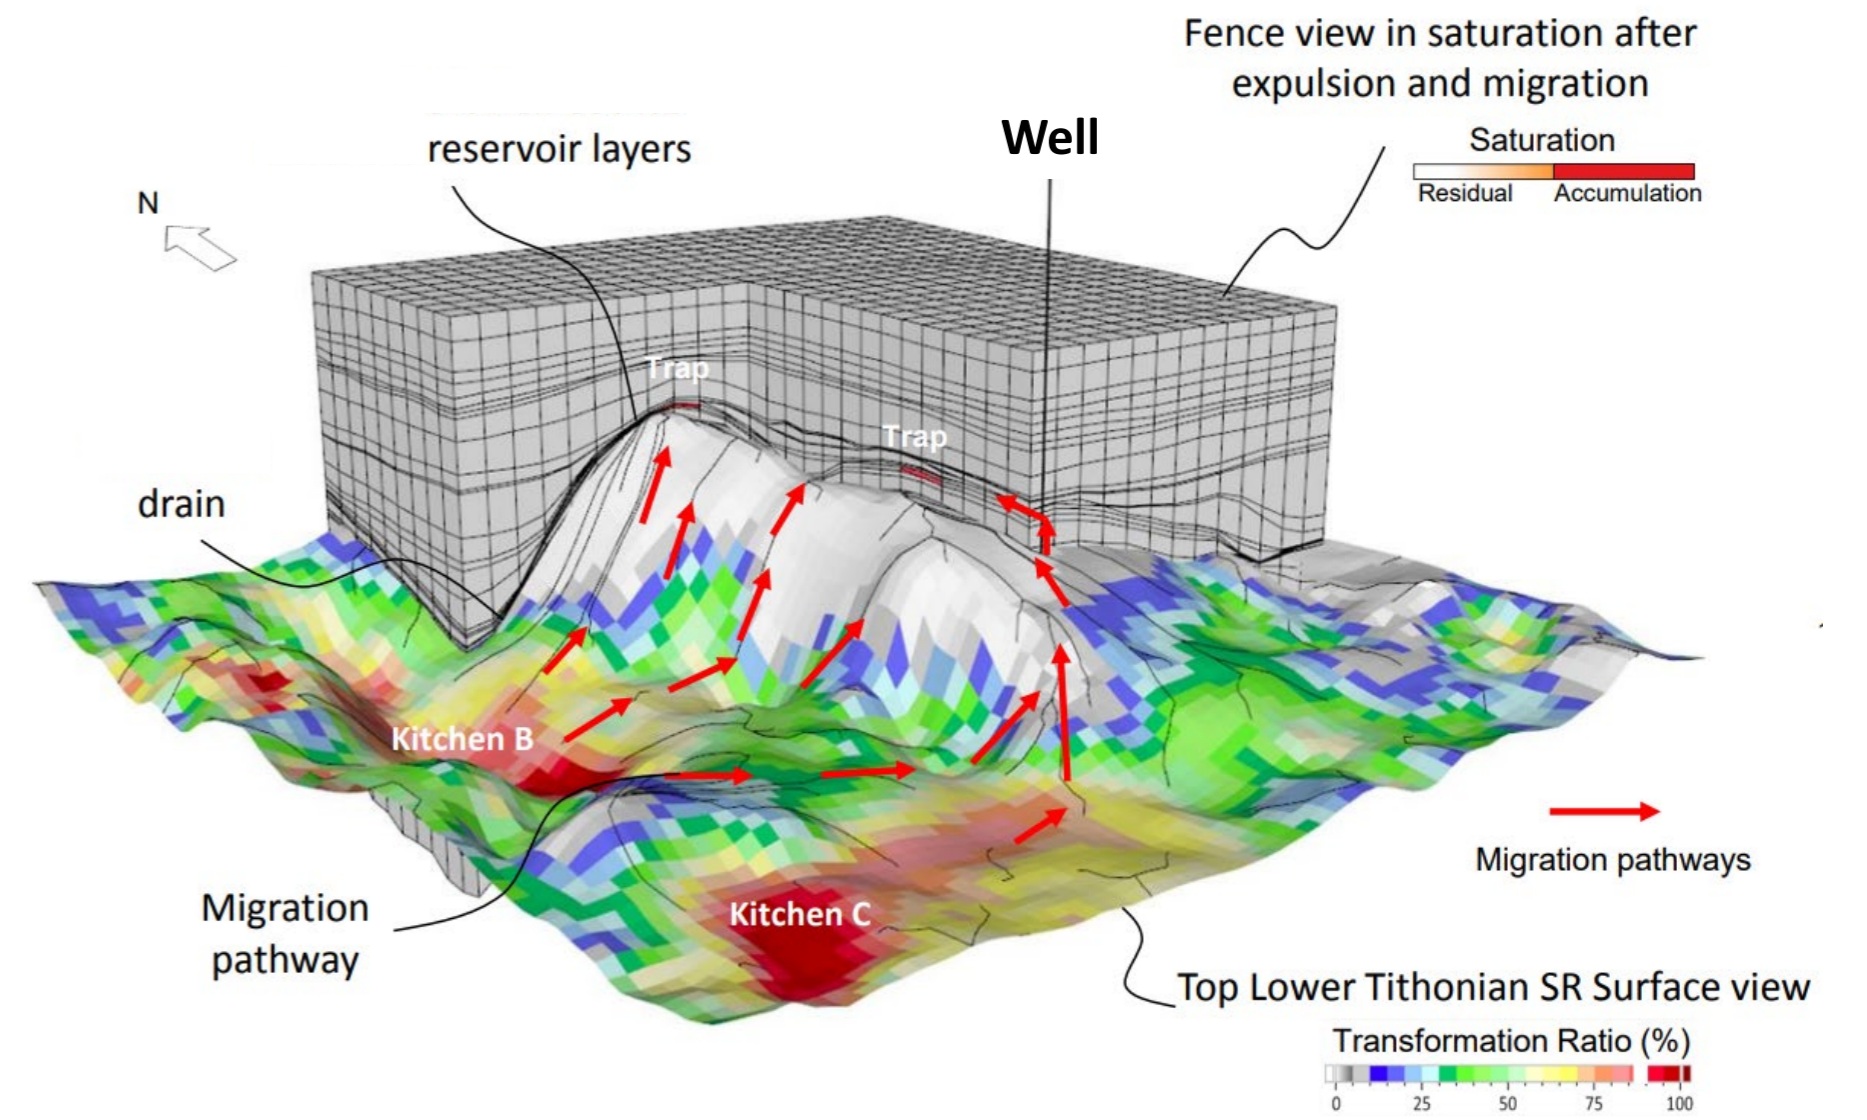 Fence view in saturation after
expulsion and migration
Saturation
Residual
Accumulation
Well
reservoir layers
N
Trap
Trap
drain
Kitchen B
Migration pathways
Migration
pathway
Kitchen C
Top Lower Tithonian SR Surface view
Transformation Ratio (%)
0 25 50 75 100